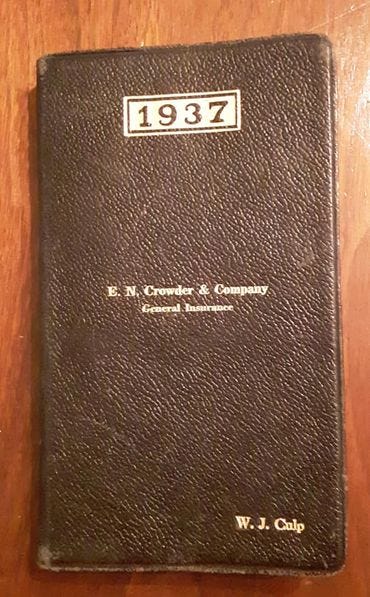 1937
E. N. Crowder & Company
General Insurance
W. J. Culp